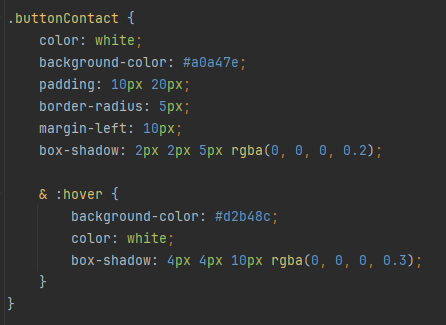 .buttonContact {
    color: white;
    background-color: #a0a47e;
    padding: 10px 20px;
    border-radius: 5px;
    margin-left: 10px;
    box-shadow: 2px 2px 5px rgba(0, 0, 0, 0.2);

    & :hover {
        background-color: #d2b48c;
        color: white;
        box-shadow: 4px 4px 10px rgba(0, 0, 0, 0.3);
    }
}